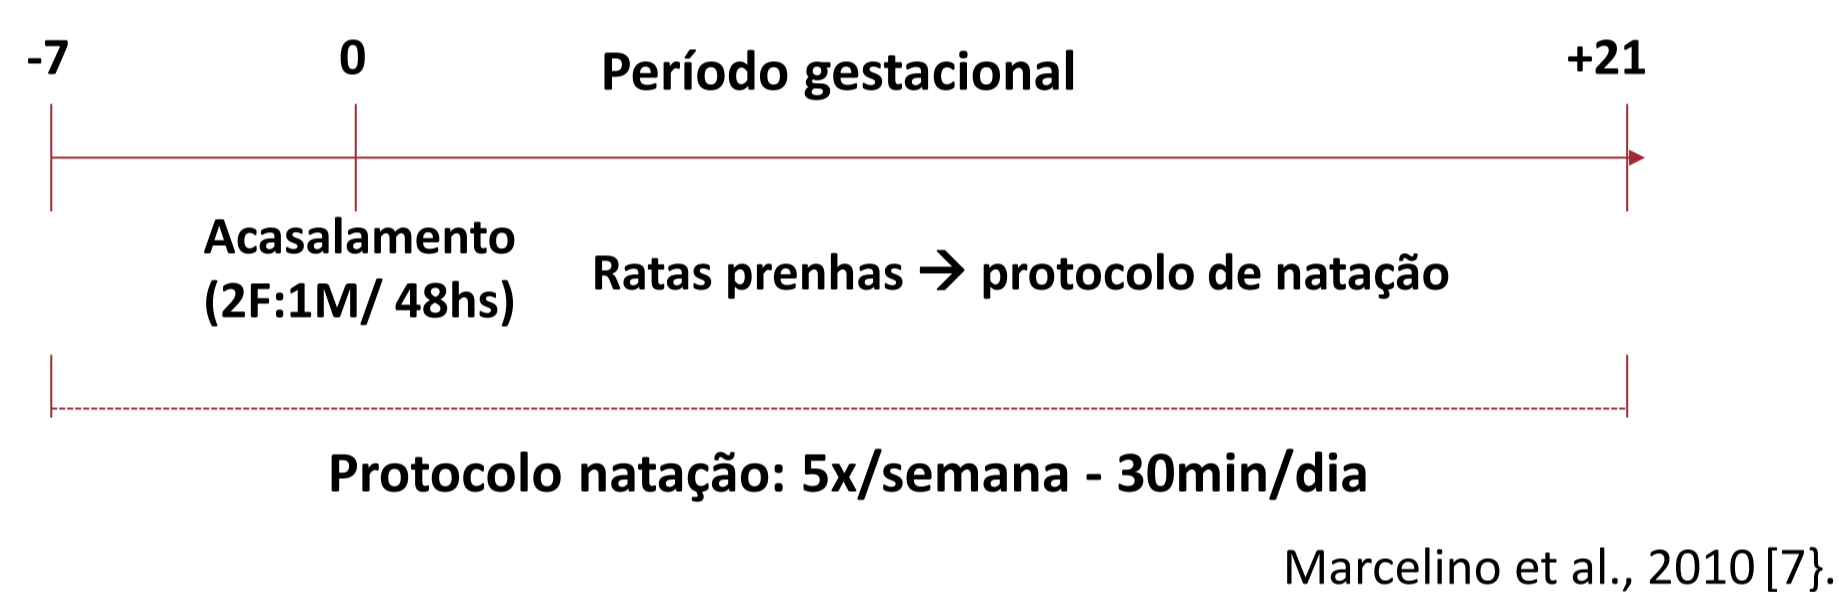 -7 0 Período gestacional +21
Acasalamento
(2F:1M/ 48hs)
Ratas prenhas → protocolo de natação
Protocolo natação: 5x/semana - 30min/dia
Marcelino et al., 2010 [7}.